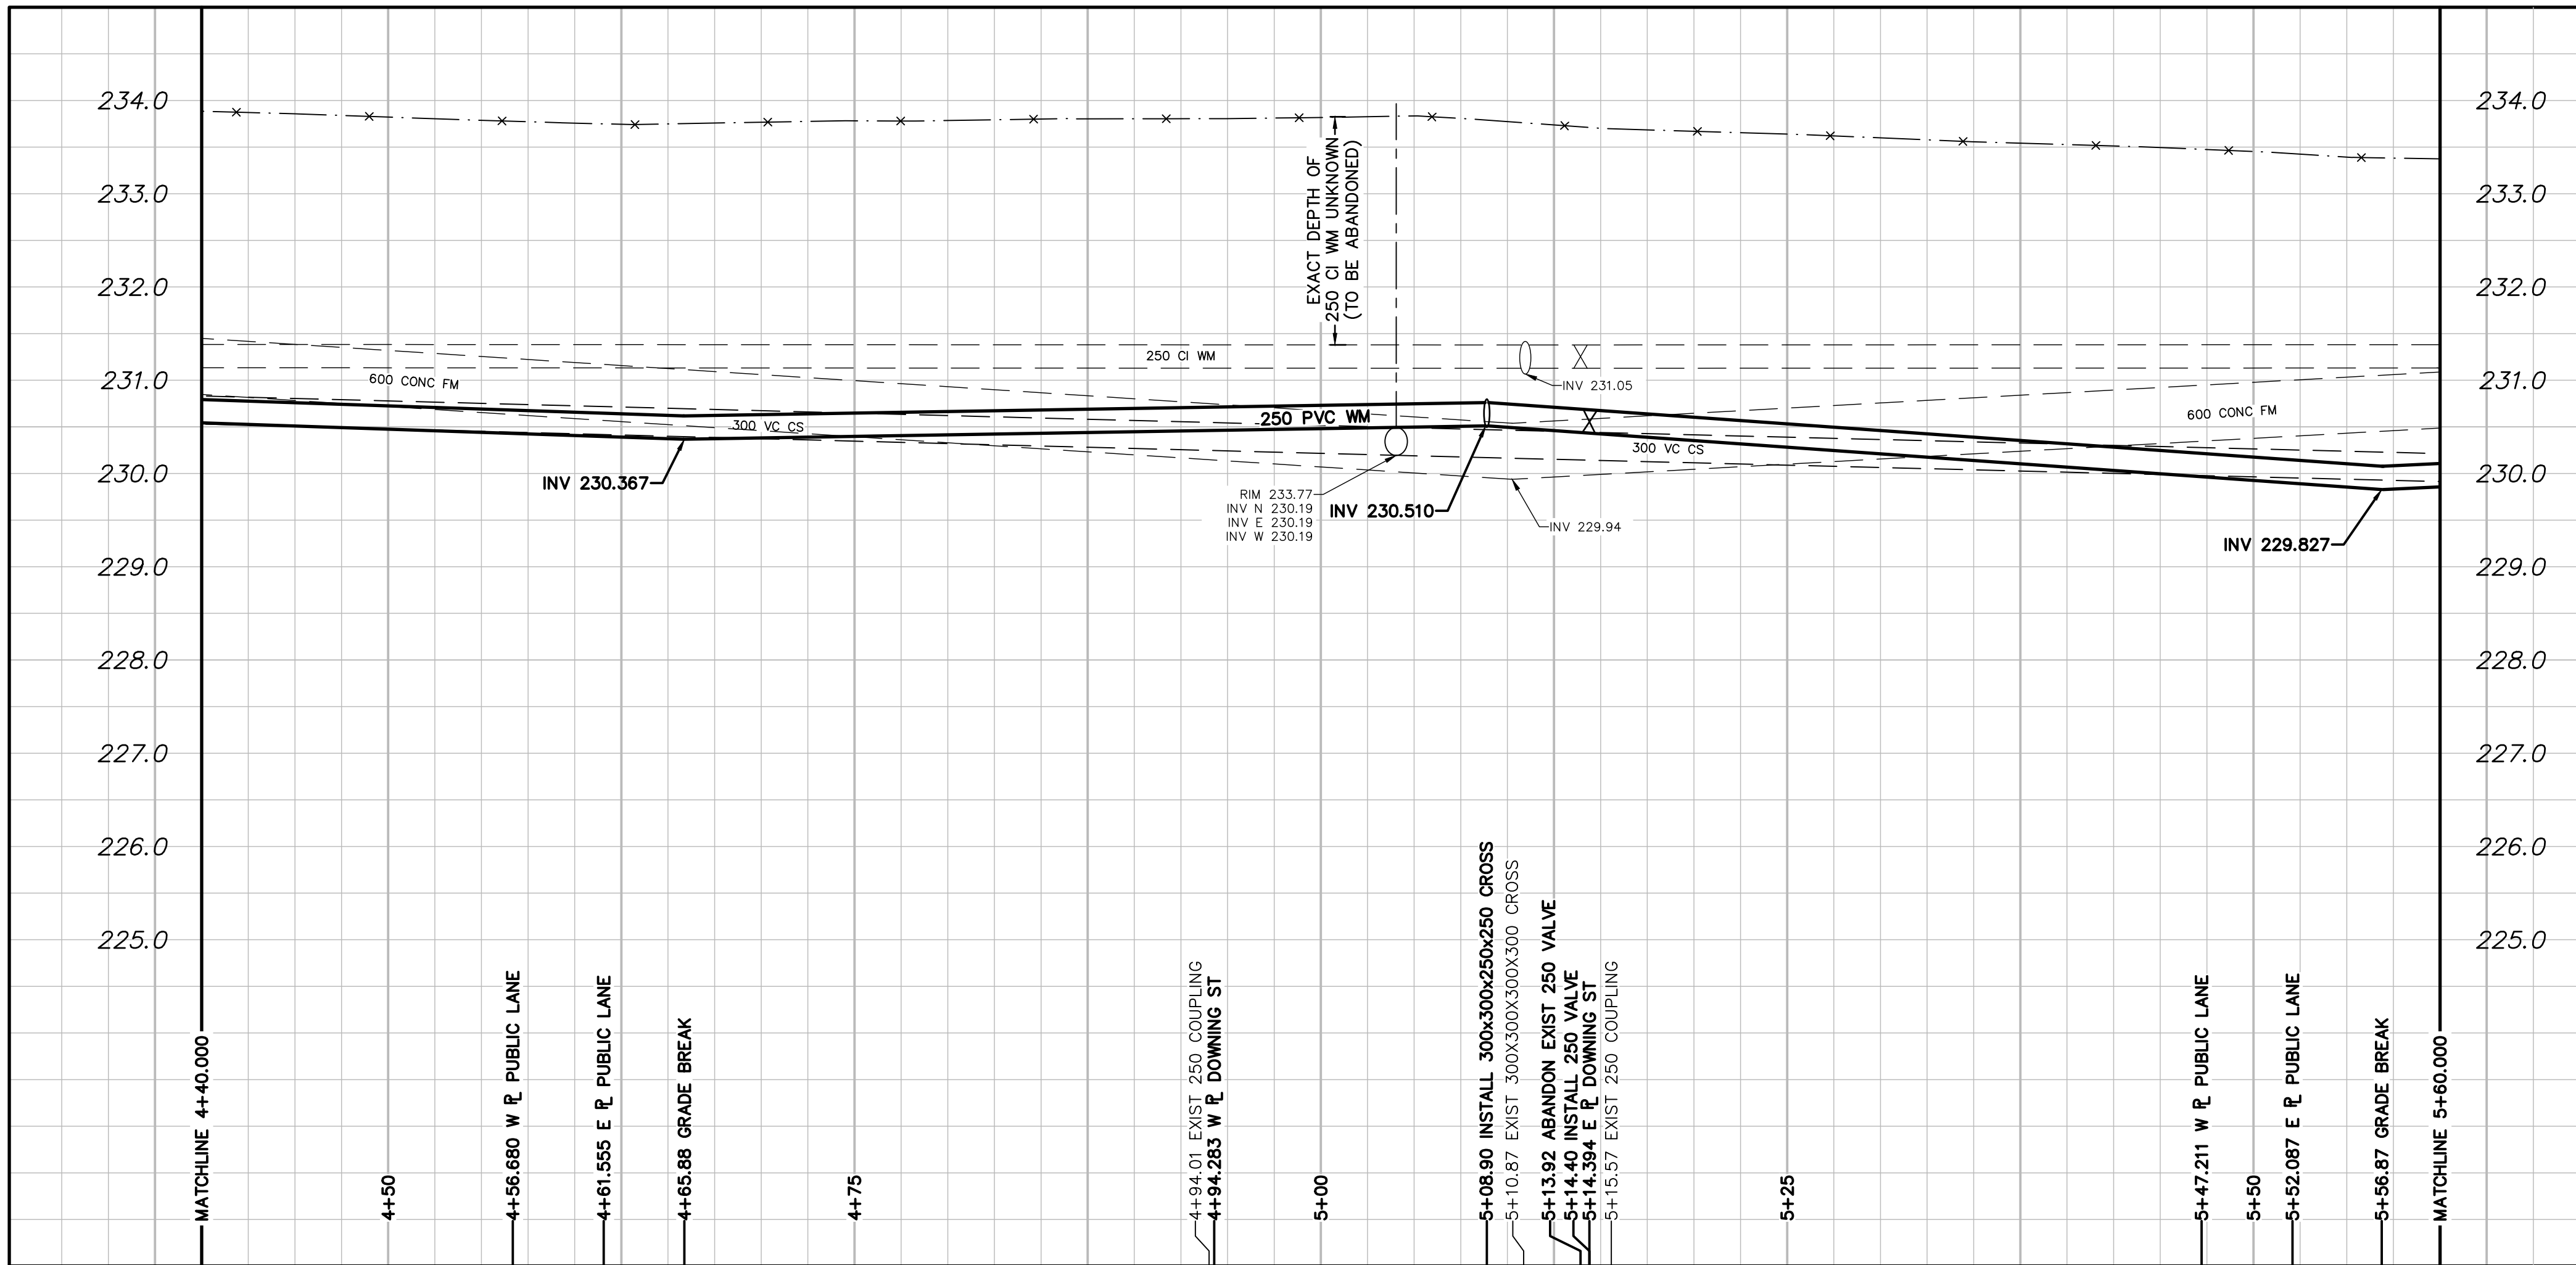 234.0
233.0
232.0
231.0
230.0
229.0
228.0
227.0
226.0
225.0
EXACT DEPTH OF
250 CI WM UNKNOWN
(TO BE ABANDONED)
250 CI WM
600 CONC FM
300 VC CS
250 PVC WM
INV 231.05
600 CONC FM
300 VC CS
INV 230.367
RIM 233.77
INV N 230.19
INV E 230.19
INV W 230.19
INV 230.510
INV 229.94
INV 229.827
234.0
233.0
232.0
231.0
230.0
229.0
228.0
227.0
226.0
225.0
MATCHLINE 4+40.000
4+50
4+56.680 W PL PUBLIC LANE
4+61.555 E PL PUBLIC LANE
4+65.88 GRADE BREAK
4+75
4+94.01 EXIST 250 COUPLING
4+94.283 W PL DOWNING ST
5+00
5+08.90 INSTALL 300x300x250x250 CROSS
5+10.87 EXIST 300X300X300X300 CROSS
5+13.92 ABANDON EXIST 250 VALVE
5+14.40 INSTALL 250 VALVE
5+14.394 E PL DOWNING ST
5+15.57 EXIST 250 COUPLING
5+25
5+47.211 W PL PUBLIC LANE
5+50
5+52.087 E PL PUBLIC LANE
5+56.87 GRADE BREAK
MATCHLINE 5+60.000